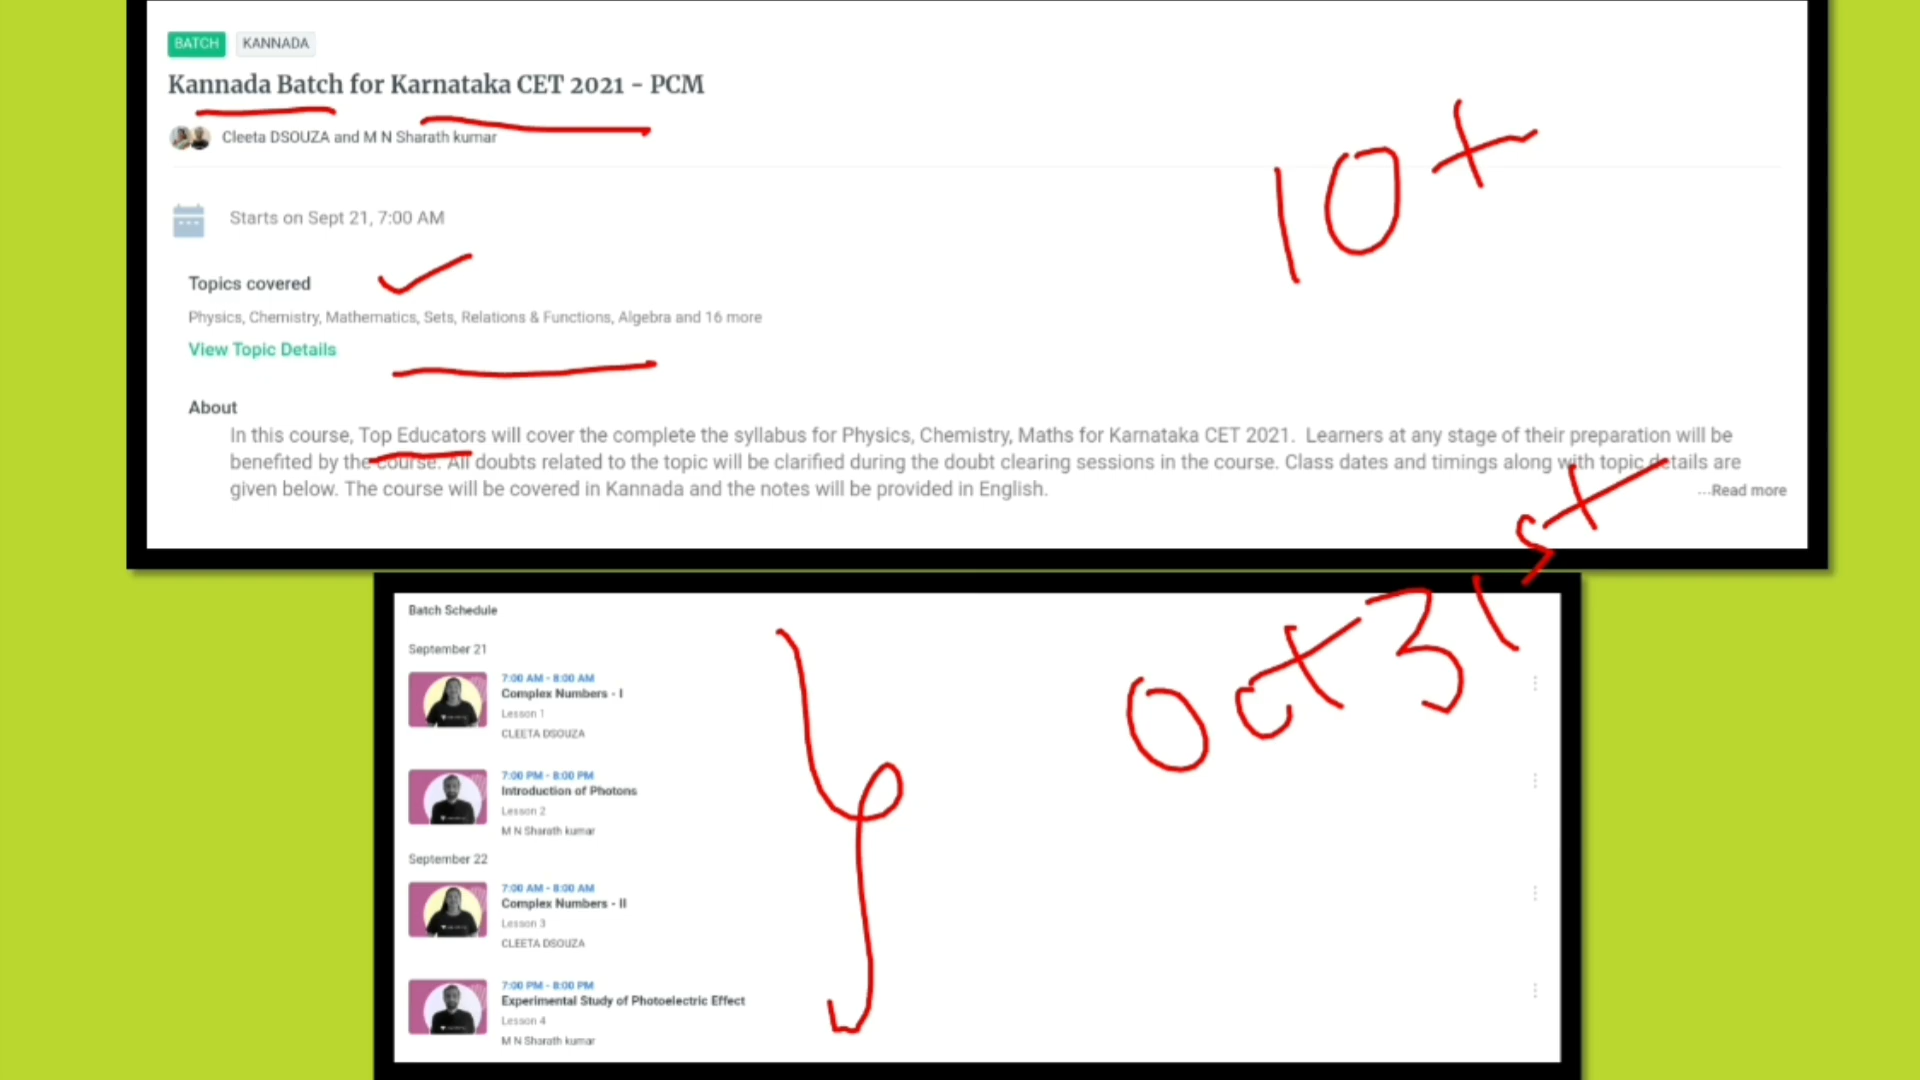 BATCH KANNADA
Kannada Batch for Karnataka CET 2021 - PCM
Cleeta DSOUZA and M N Sharath kumar
10+
Starts on Sept 21, 7:00 AM
Topics covered
Physics, Chemistry, Mathematics, Sets, Relations & Functions, Algebra and 16 more
View Topic Details
About
In this course, Top Educators will cover the complete the syllabus for Physics, Chemistry, Maths for Karnataka CET 2021. Learners at any stage of their preparation will be
benefited by the course. All doubts related to the topic will be clarified during the doubt clearing sessions in the course. Class dates and timings along with topic details are
given below. The course will be covered in Kannada and the notes will be provided in English.
...Read more
Oct 31st
Batch Schedule
September 21
7:00 AM - 8:00 AM
Complex Numbers - I
Lesson 1
CLEETA DSOUZA
7:00 PM - 8:00 PM
Introduction of Photons
Lesson 2
M N Sharath kumar
September 22
7:00 AM - 8:00 AM
Complex Numbers - II
Lesson 3
CLEETA DSOUZA
7:00 PM - 8:00 PM
Experimental Study of Photoelectric Effect
Lesson 4
M N Sharath kumar